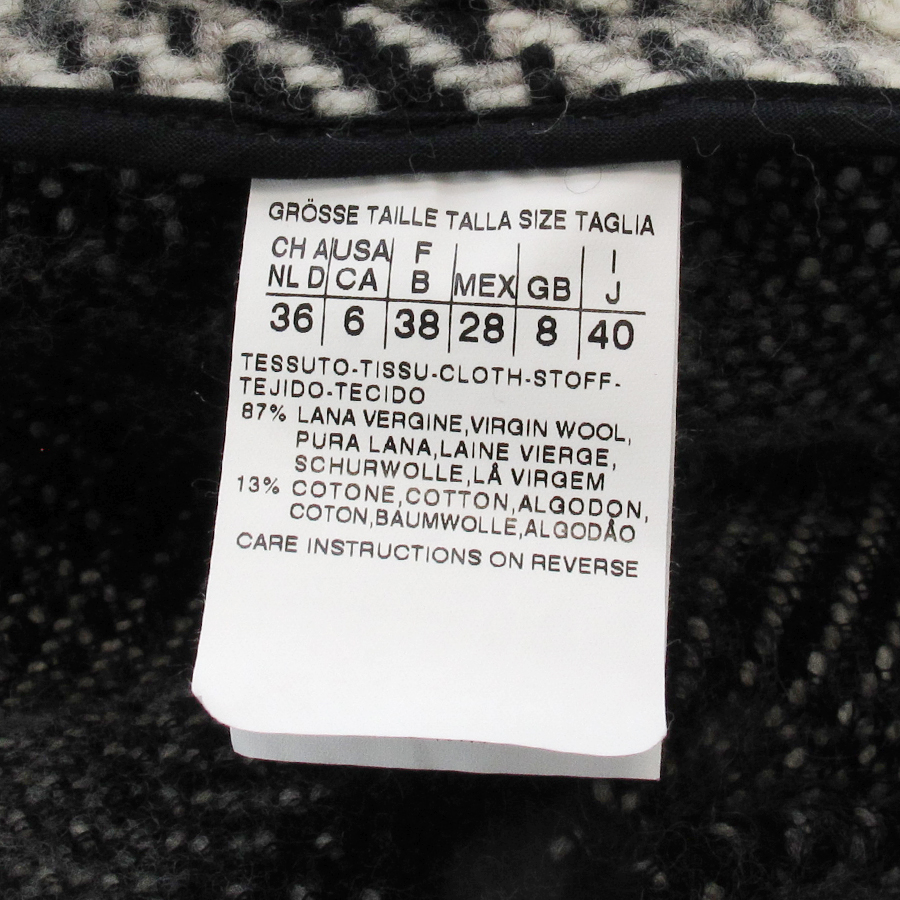 GRÖSSE TAILLE TALLA SIZE TAGLIA
CH A USA F I
NL D CA B MEX GB J
36 6 38 28 8 40
TESSUTO-TISSU-CLOTH-STOFF-
TEJIDO-TECIDO
87% LANA VERGINE,VIRGIN WOOL,
PURA LANA,LAINE VIERGE,
SCHURWOLLE,LÅ VIRGEM
13% COTONE,COTTON,ALGODON,
COTON,BAUMWOLLE,ALGODÅO
CARE INSTRUCTIONS ON REVERSE